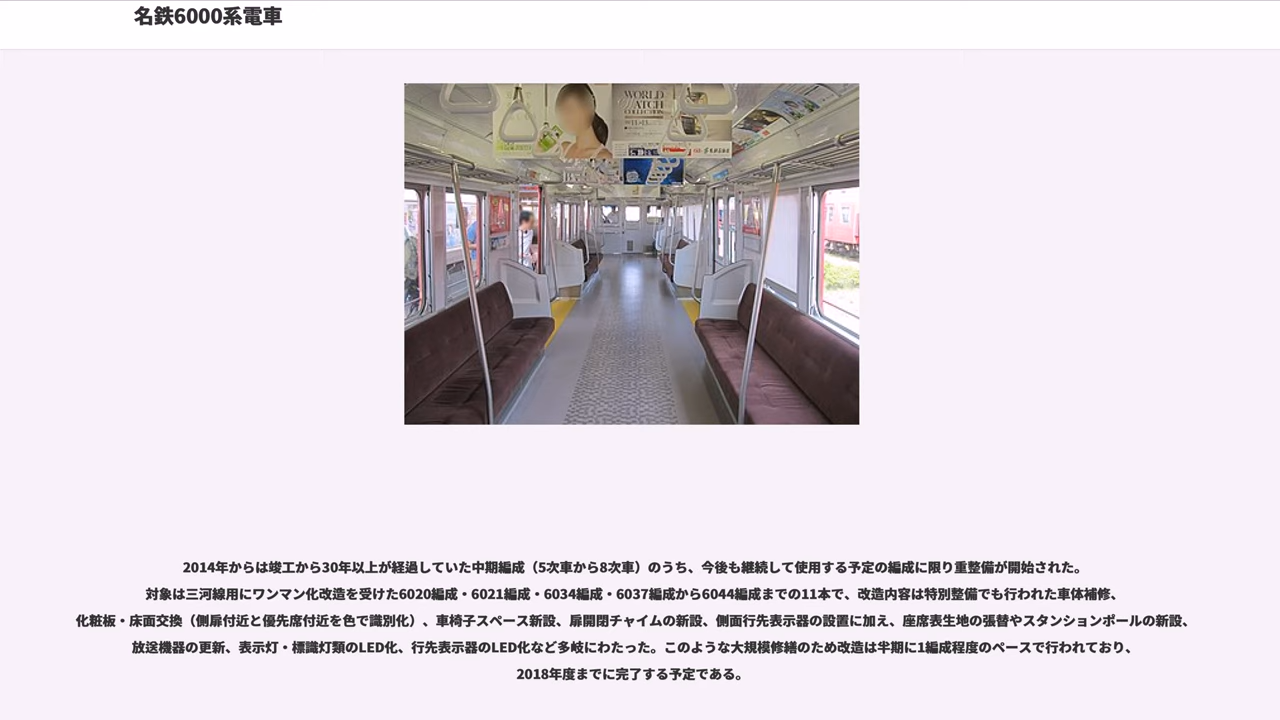 名鉄6000系電車
WORLD
WATCH
COLLECTION
2014年からは竣工から30年以上が経過していた中期編成（5次車から8次車）のうち、今後も継続して使用する予定の編成に限り重整備が開始された。
対象は三河線用にワンマン化改造を受けた6020編成・6021編成・6034編成・6037編成から6044編成までの11本で、改造内容は特別整備でも行われた車体補修、
化粧板・床面交換（側扉付近と優先席付近を色で識別化）、車椅子スペース新設、扉開閉チャイムの新設、側面行先表示器の設置に加え、座席表生地の張替やスタンションポールの新設、
放送機器の更新、表示灯・標識灯類のLED化、行先表示器のLED化など多岐にわたった。このような大規模修繕のため改造は半期に1編成程度のペースで行われており、
2018年度までに完了する予定である。